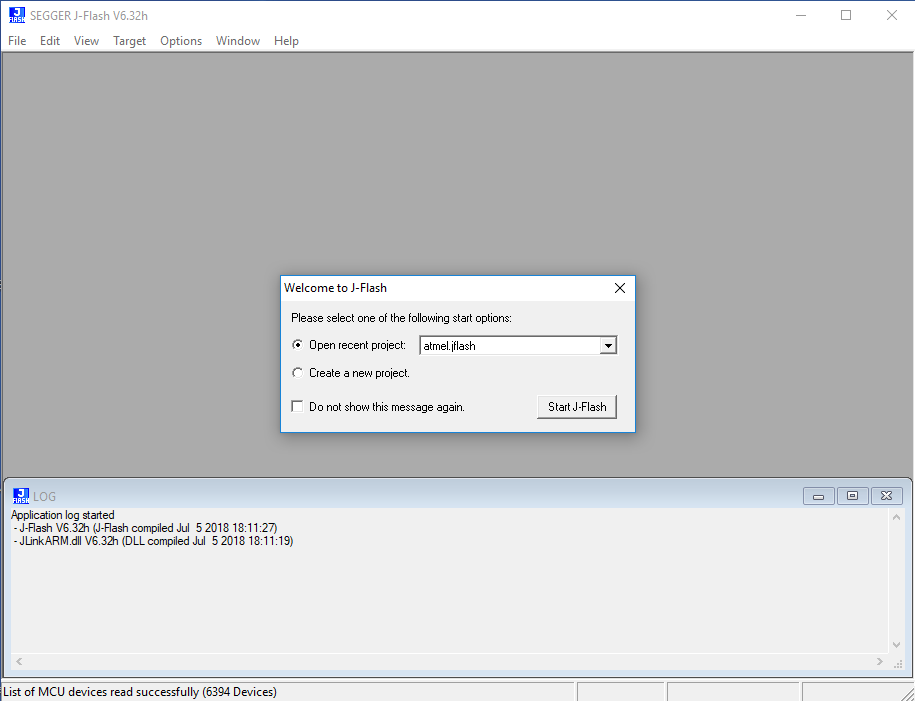 SEGGER J-Flash V6.32h
File Edit View Target Options Window Help
Welcome to J-Flash
Please select one of the following start options:
Open recent project: atmel.jflash
Create a new project.
Do not show this message again. Start J-Flash
J FLASH LOG
Application log started
- J-Flash V6.32h (J-Flash compiled Jul 5 2018 18:11:27)
- JLinkARM.dll V6.32h (DLL compiled Jul 5 2018 18:11:19)
List of MCU devices read successfully (6394 Devices)